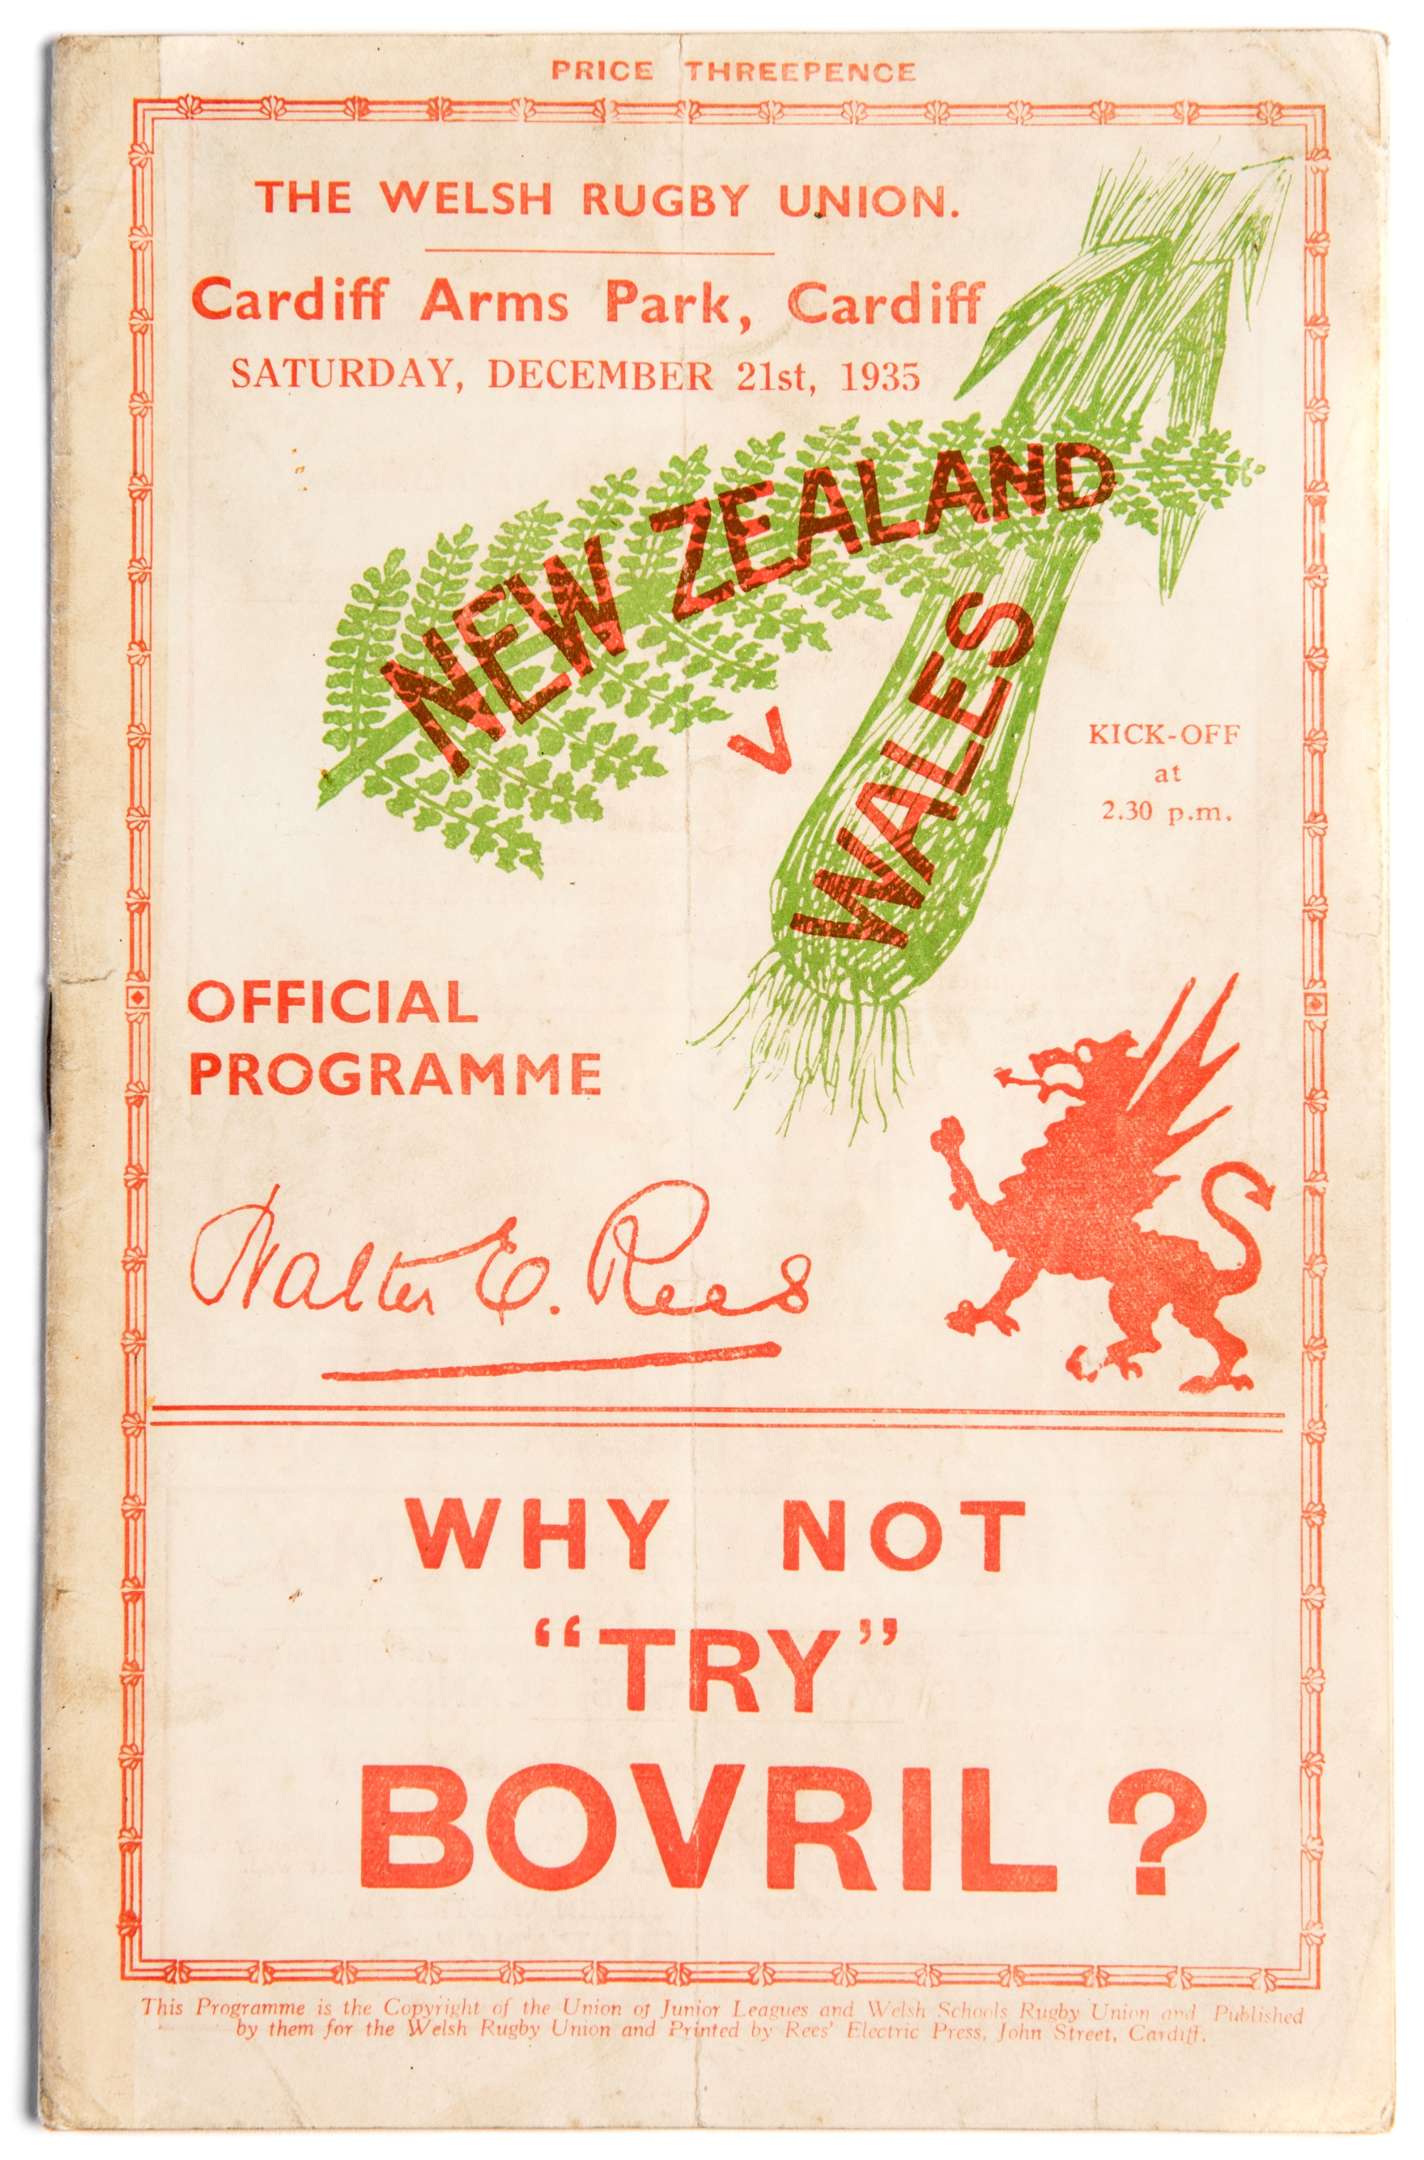 PRICE THREEPENCE
THE WELSH RUGBY UNION.
Cardiff Arms Park, Cardiff
SATURDAY, DECEMBER 21st, 1935
NEW ZEALAND
v
WALES
KICK-OFF
at
2.30 p.m.
OFFICIAL
PROGRAMME
Walter E. Rees
WHY NOT
“TRY”
BOVRIL ?
This Programme is the Copyright of the Union of Junior Leagues and Welsh Schools Rugby Union and Published
by them for the Welsh Rugby Union and Printed by Rees' Electric Press, John Street, Cardiff.